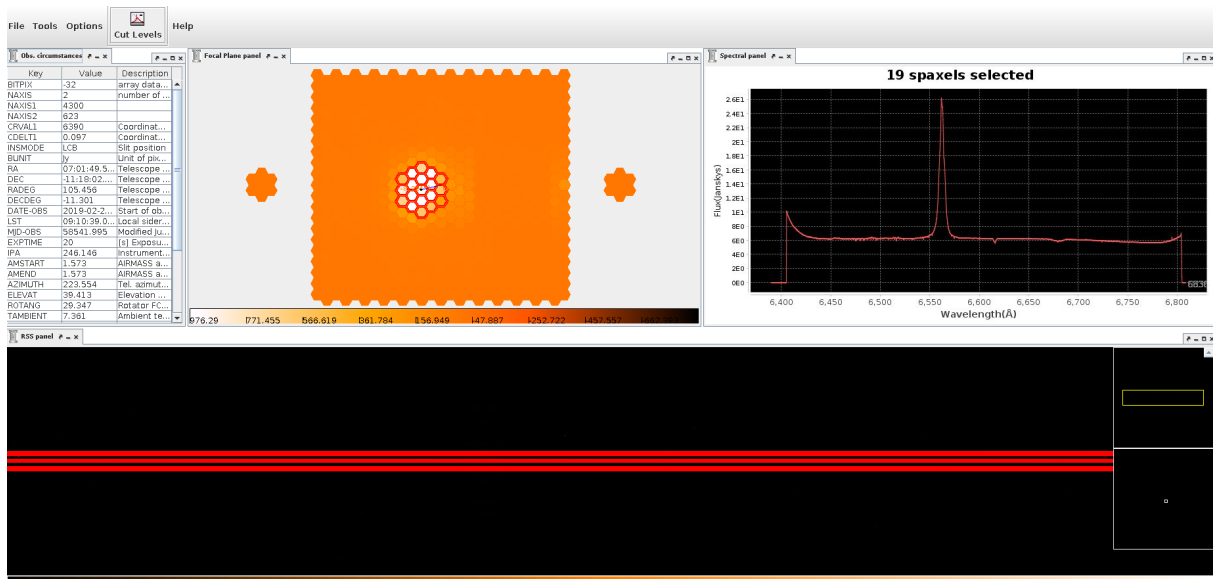 File Tools Options Cut Levels Help
Obs. circumstances
Key Value Description
BITPIX -32 array data...
NAXIS 2 number of ...
NAXIS1 4300
NAXIS2 623
CRVAL1 6390 Coordinat...
CDELT1 0.097 Coordinat...
INSMODE LCB Slit position
BUNIT Jy Unit of pix...
RA 07:01:49.5... Telescope ...
DEC -11:18:02.... Telescope ...
RADEG 105.456 Telescope ...
DECDEG -11.301 Telescope ...
DATE-OBS 2019-02-2... Start of ob...
LST 09:10:39.0... Local sider...
MJD-OBS 58541.995 Modified Ju...
EXPTIME 20 [s] Exposu...
IPA 246.146 Instrument...
AMSTART 1.573 AIRMASS a...
AMEND 1.573 AIRMASS a...
AZIMUTH 223.554 Tel. azimut...
ELEVAT 39.413 Elevation ...
ROTANG 29.347 Rotator FC...
TAMBIENT 7.361 Ambient te...
Focal Plane panel
976.29 771.455 566.619 361.784 156.949 -47.887 -252.722 -457.557
Spectral panel
19 spaxels selected
Flux(Janskys)
2.6E1
2.4E1
2.2E1
1.8E1
1.6E1
1.4E1
1.2E1
1E1
8E0
6E0
4E0
2E0
0E0
6,400 6,450 6,500 6,550 6,600 6,650 6,700 6,750 6,800
Wavelength(Å)
RSS panel